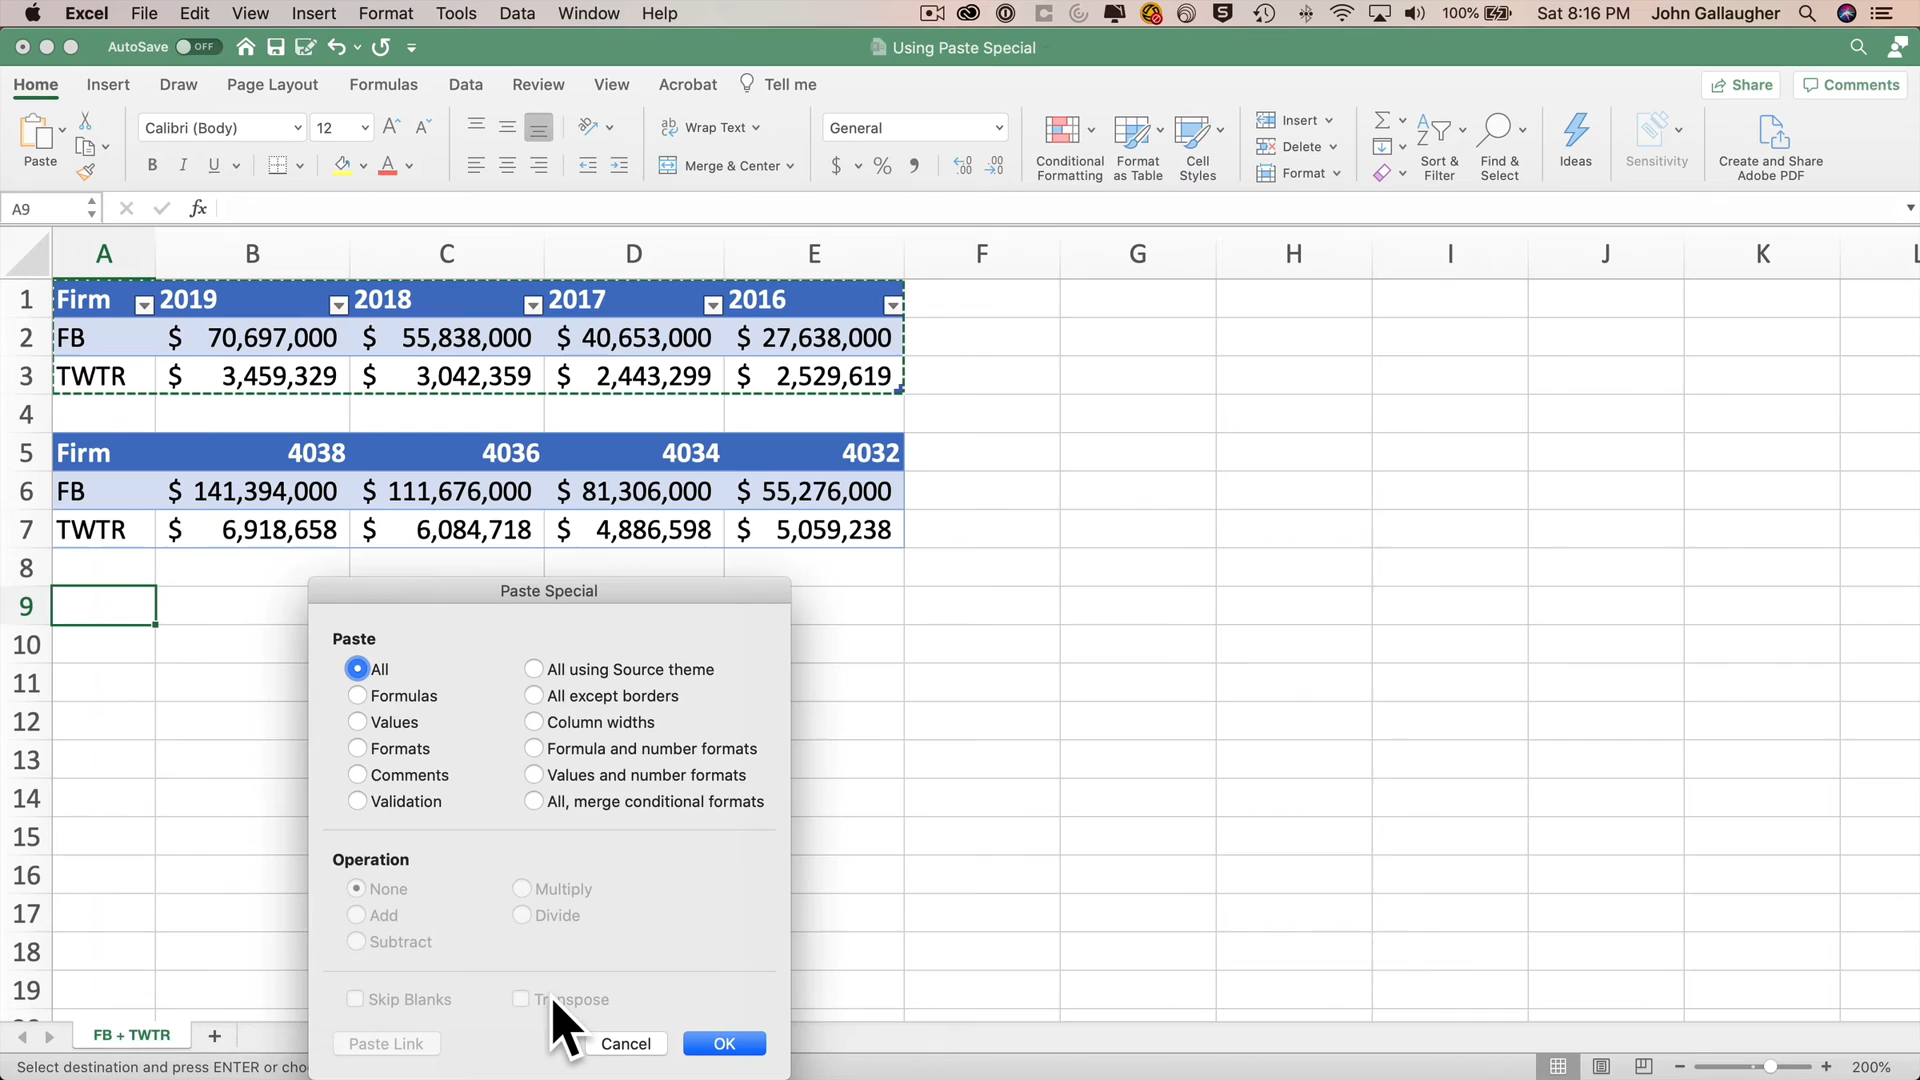 Excel File Edit View Insert Format Tools Data Window Help 100% Sat 8:16 PM John Gallaugher
AutoSave OFF Using Paste Special
Home Insert Draw Page Layout Formulas Data Review View Acrobat Tell me Share Comments
Paste Calibri (Body) 12 Wrap Text General Insert
B I U Merge & Center $ % Delete
Conditional Formatting Format as Table Cell Styles Format Sort & Filter Find & Select Ideas Sensitivity Create and Share Adobe PDF
A9 fx
A B C D E F G H I J K L
1 Firm 2019 2018 2017 2016
2 FB $ 70,697,000 $ 55,838,000 $ 40,653,000 $ 27,638,000
3 TWTR $ 3,459,329 $ 3,042,359 $ 2,443,299 $ 2,529,619
4
5 Firm 4038 4036 4034 4032
6 FB $ 141,394,000 $ 111,676,000 $ 81,306,000 $ 55,276,000
7 TWTR $ 6,918,658 $ 6,084,718 $ 4,886,598 $ 5,059,238
8
9
10
11
12
13
14
15
16
17
18
19
Paste Special
Paste
All All using Source theme
Formulas All except borders
Values Column widths
Formats Formula and number formats
Comments Values and number formats
Validation All, merge conditional formats
Operation
None Multiply
Add Divide
Subtract
Skip Blanks Transpose
Paste Link Cancel OK
FB + TWTR +
Select destination and press ENTER or cho 200%